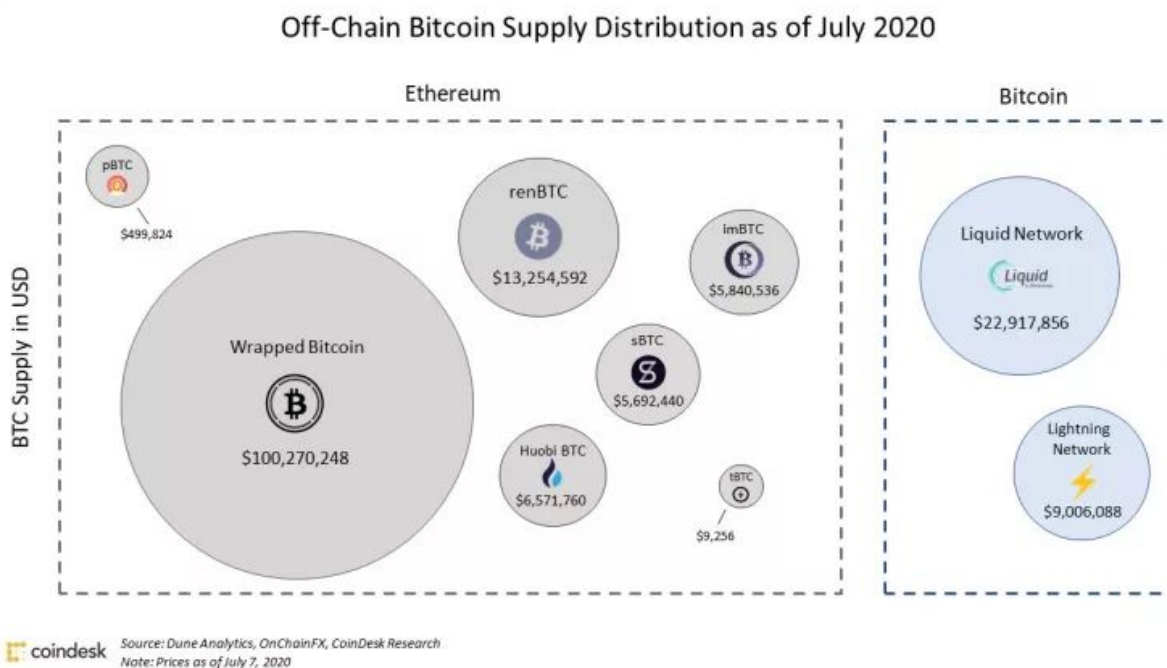 Off-Chain Bitcoin Supply Distribution as of July 2020
Ethereum
Bitcoin
BTC Supply in USD
pBTC
$499,824
Wrapped Bitcoin
$100,270,248
renBTC
$13,254,592
imBTC
$5,840,536
sBTC
$5,692,440
Huobi BTC
$6,571,760
tBTC
$9,256
Liquid Network
Liquid
$22,917,856
Lightning
Network
$9,006,088
coindesk
Source: Dune Analytics, OnChainFX, CoinDesk Research
Note: Prices as of July 7, 2020